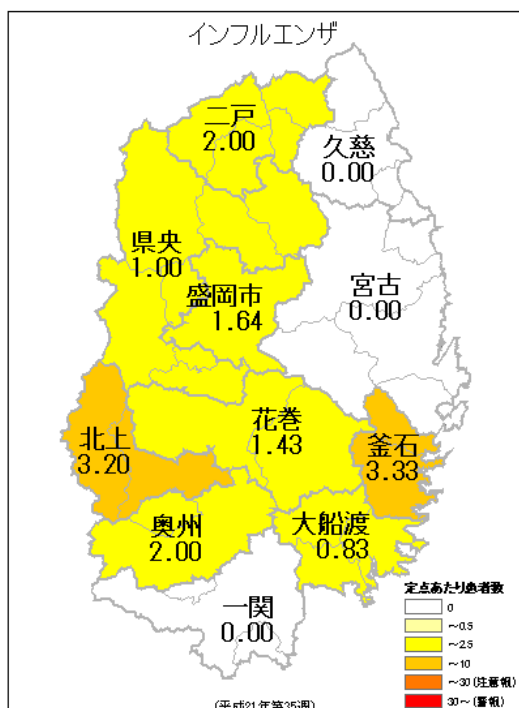 インフルエンザ
二戸
2.00
久慈
0.00
県央
1.00
盛岡市
1.64
宮古
0.00
花巻
1.43
北上
3.20
釜石
3.33
奥州
2.00
大船渡
0.83
一関
0.00
定点あたり患者数
0
～0.5
～2.5
～10
～30(注意報)
30～(警報)
(平成21年第35週)